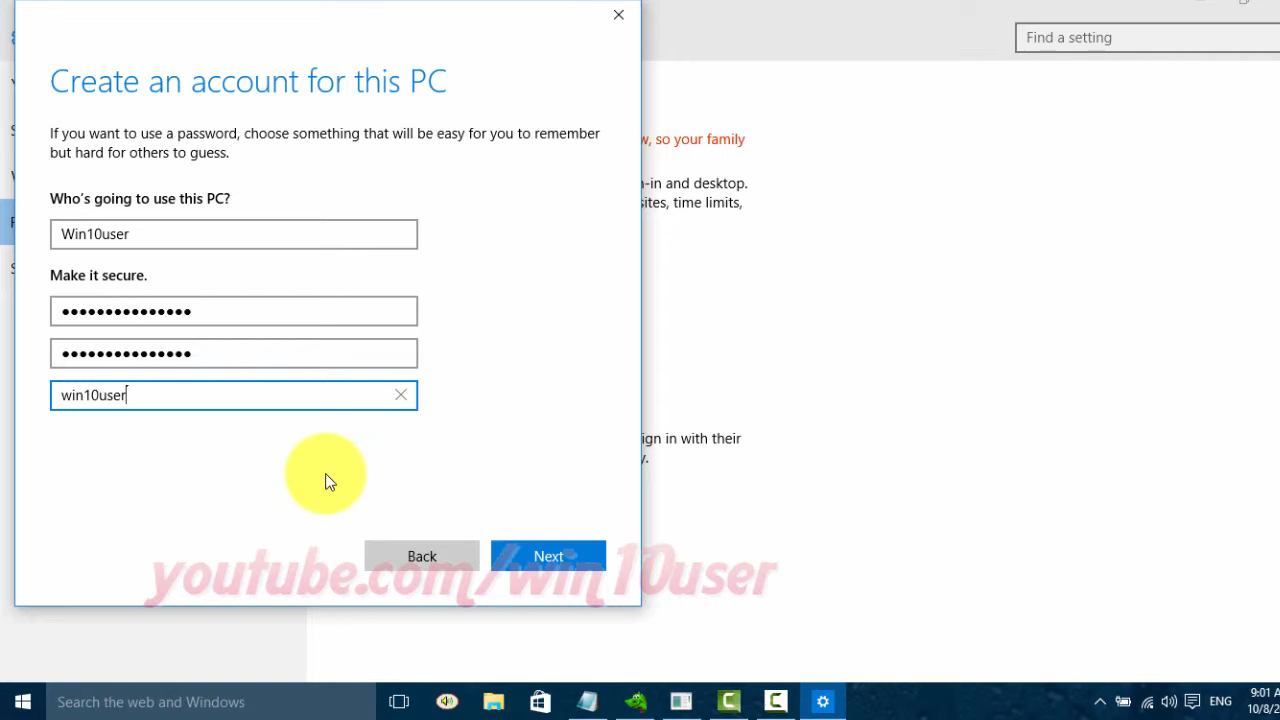 Find a setting
Create an account for this PC
If you want to use a password, choose something that will be easy for you to remember
but hard for others to guess.
w, so your family
-in and desktop.
Who's going to use this PC?
sites, time limits,
Win10user
Make it secure.
●●●●●●●●●●●●●●●
●●●●●●●●●●●●●●●
win10user
ign in with their
y.
Back
Next
youtube.com/win10user
Search the web and Windows
ENG
9:01 A
10/8/2